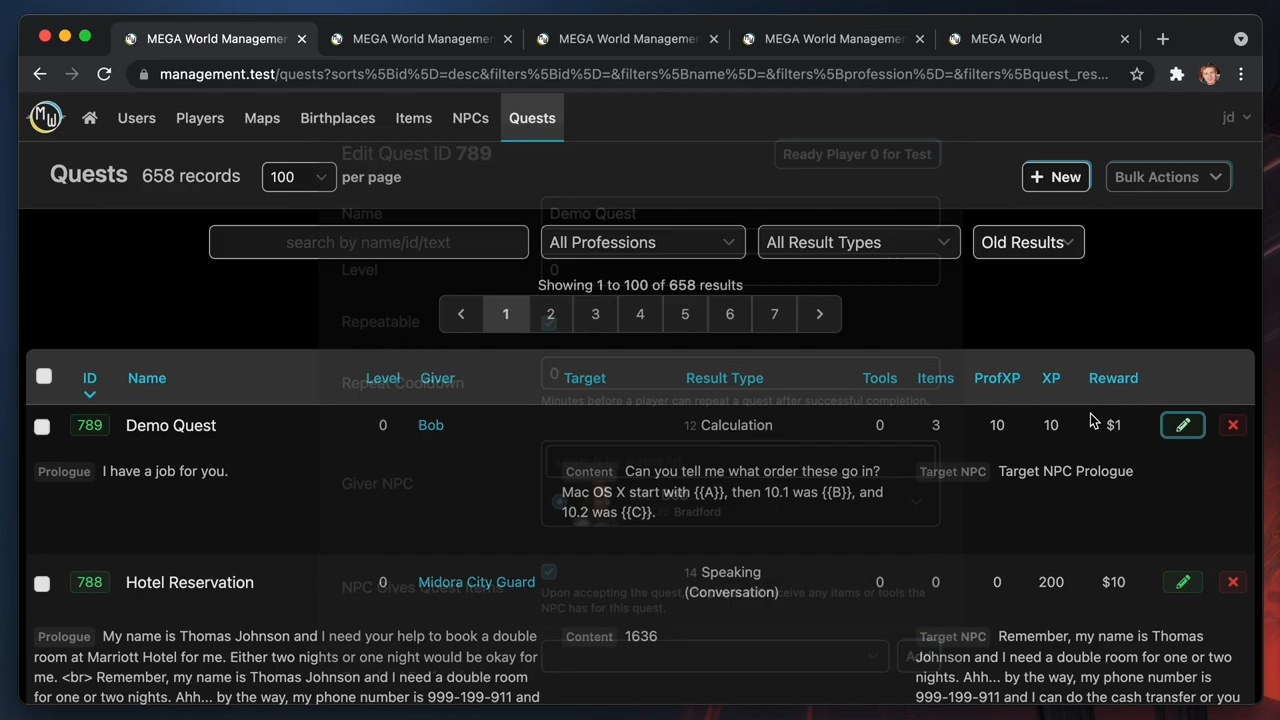 MEGA World Managemen
MEGA World Managemen
MEGA World Managemen
MEGA World Managemen
MEGA World
management.test/quests?sorts%5Bid%5D=desc&filters%5Bid%5D=&filters%5Bname%5D=&filters%5Bprofession%5D=&filters%5Bquest_res...
MW
Users
Players
Maps
Birthplaces
Items
NPCs
Quests
jd
Edit Quest ID 789
Ready Player 0 for Test
Quests
658 records
100
per page
+ New
Bulk Actions
Name
Demo Quest
search by name/id/text
All Professions
All Result Types
Old Results
Level
0
Showing 1 to 100 of 658 results
1
2
3
4
5
6
7
Repeatable
ID
Name
Level
Giver
Target
Result Type
Tools
Items
ProfXP
XP
Reward
Repeat Cooldown
0
Minutes before a player can repeat a quest after successful completion.
789
Demo Quest
0
Bob
12 Calculation
0
3
10
10
$1
Prologue I have a job for you.
Content Can you tell me what order these go in?
Mac OS X start with {{A}}, then 10.1 was {{B}}, and
10.2 was {{C}}.
Target NPC Target NPC Prologue
Giver NPC
Bradford
788
Hotel Reservation
0
Midora City Guard
14 Speaking
(Conversation)
0
0
0
200
$10
NPC Gives Quest Items
Upon accepting the quest,
receive any items or tools the
NPC has for this quest.
Prologue My name is Thomas Johnson and I need your help to book a double
room at Marriott Hotel for me. Either two nights or one night would be okay for
me. <br> Remember, my name is Thomas Johnson and I need a double room
for one or two nights. Ahh... by the way, my phone number is 999-199-911 and
Content 1636
Target NPC Remember, my name is Thomas
Johnson and I need a double room for one or two
nights. Ahh... by the way, my phone number is
999-199-911 and I can do the cash transfer or you